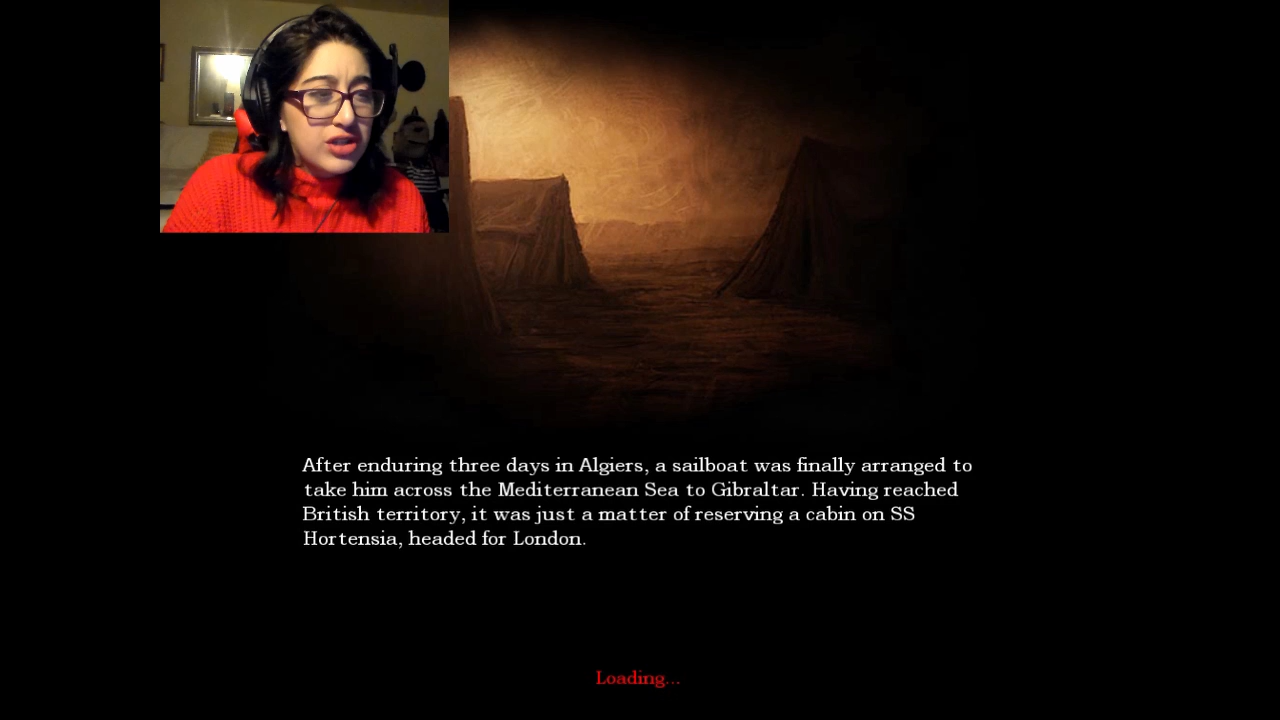 After enduring three days in Algiers, a sailboat was finally arranged to
take him across the Mediterranean Sea to Gibraltar. Having reached
British territory, it was just a matter of reserving a cabin on SS
Hortensia, headed for London.
Loading...